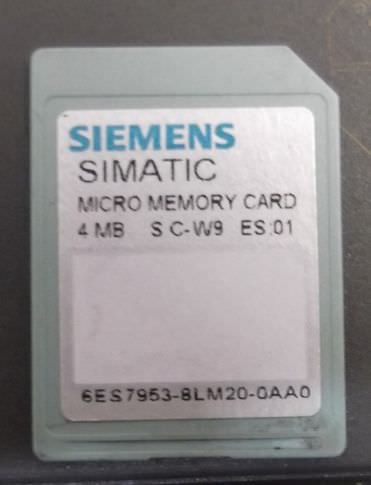 SIEMENS
SIMATIC
MICRO MEMORY CARD
4 MB S C-W9 ES:01
6ES7953-8LM20-0AA0